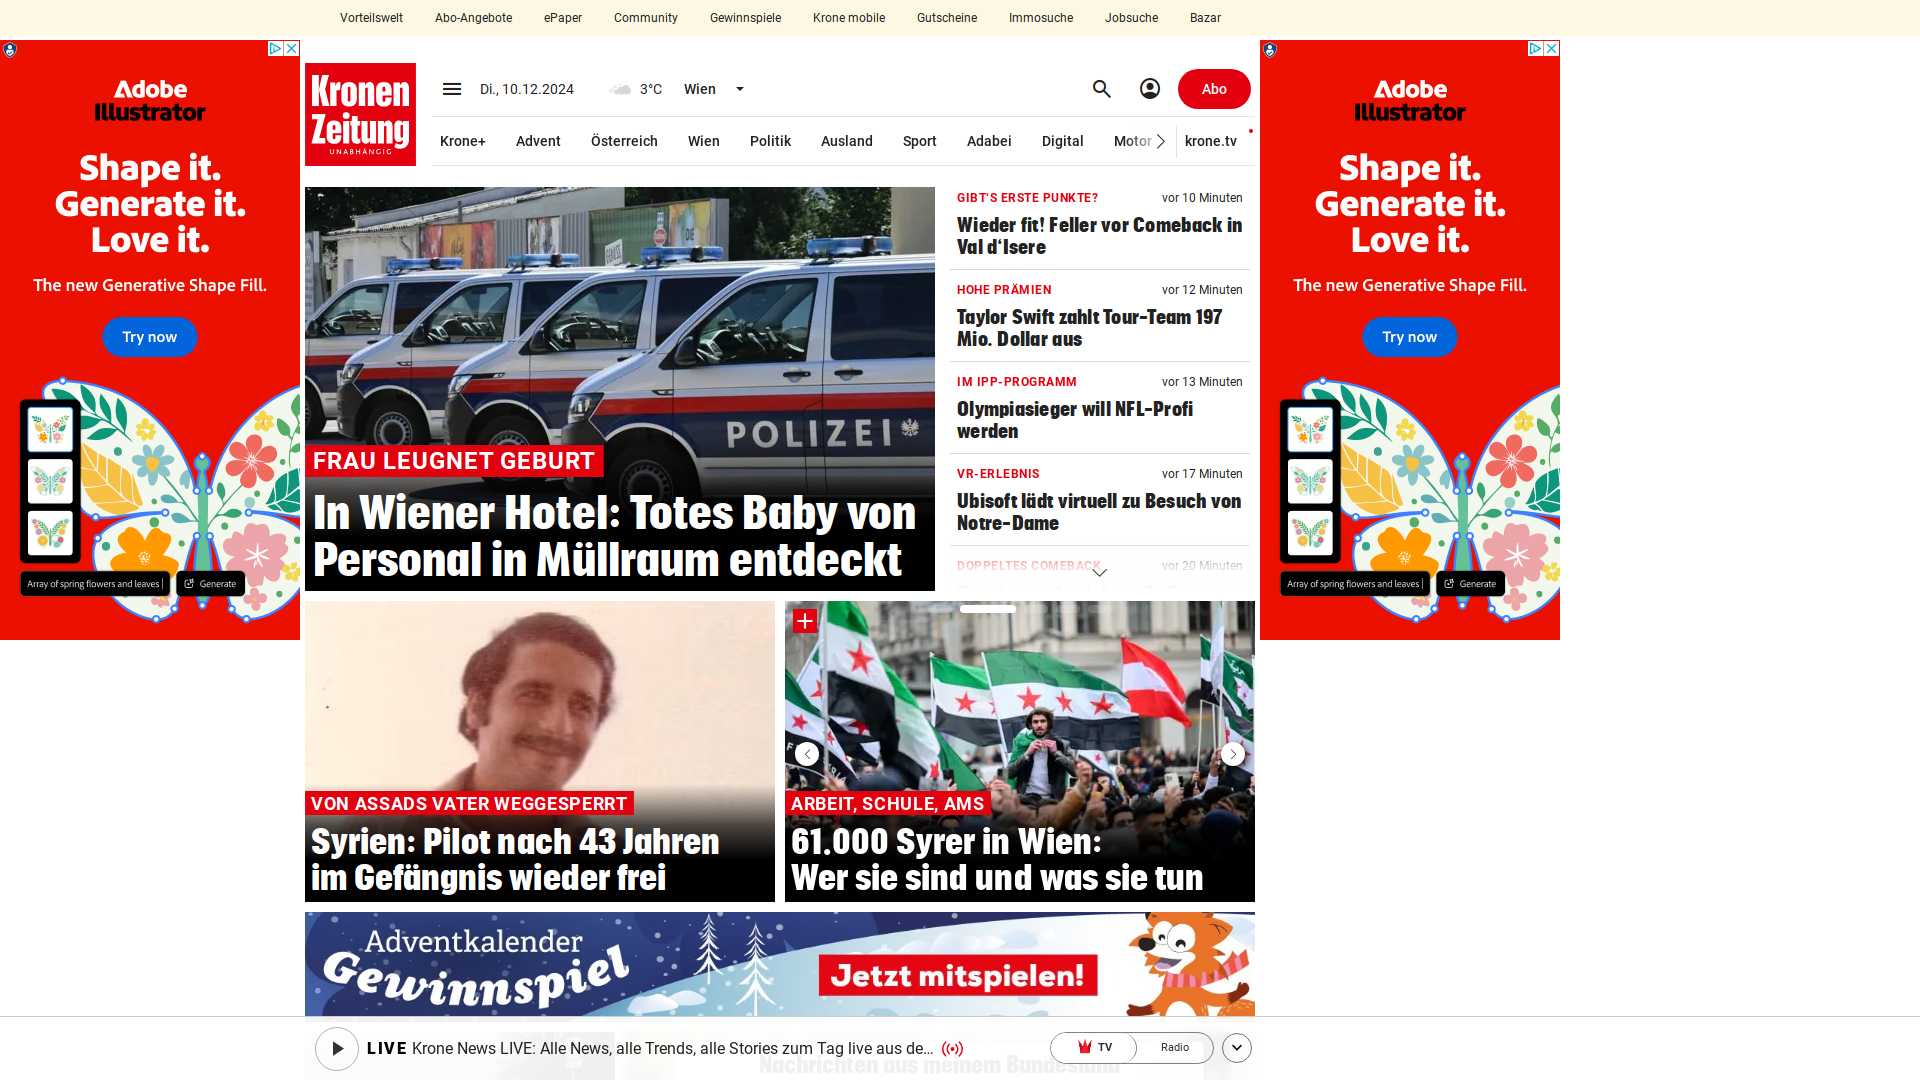 Vorteilswelt Abo-Angebote ePaper Community Gewinnspiele Krone mobile Gutscheine Immosuche Jobsuche Bazar
Adobe
Illustrator
Shape it.
Generate it.
Love it.
The new Generative Shape Fill.
Try now
Array of spring flowers and leaves
Generate
Kronen
Zeitung
UNABHÄNGIG
Di., 10.12.2024
3°C
Wien
Abo
Krone+ Advent Österreich Wien Politik Ausland Sport Adabei Digital Motor krone.tv
POLIZEI
FRAU LEUGNET GEBURT
In Wiener Hotel: Totes Baby von
Personal in Müllraum entdeckt
GIBT'S ERSTE PUNKTE? vor 10 Minuten
Wieder fit! Feller vor Comeback in
Val d‘Isere
HOHE PRÄMIEN vor 12 Minuten
Taylor Swift zahlt Tour-Team 197
Mio. Dollar aus
IM IPP-PROGRAMM vor 13 Minuten
Olympiasieger will NFL-Profi
werden
VR-ERLEBNIS vor 17 Minuten
Ubisoft lädt virtuell zu Besuch von
Notre-Dame
DOPPELTES COMEBACK vor 20 Minuten
VON ASSADS VATER WEGGESPERRT
Syrien: Pilot nach 43 Jahren
im Gefängnis wieder frei
ARBEIT, SCHULE, AMS
61.000 Syrer in Wien:
Wer sie sind und was sie tun
Adventkalender
Gewinnspiel
Jetzt mitspielen!
LIVE Krone News LIVE: Alle News, alle Trends, alle Stories zum Tag live aus de…
TV
Radio
Nachrichten aus meinem Bundesland
Adobe
Illustrator
Shape it.
Generate it.
Love it.
The new Generative Shape Fill.
Try now
Array of spring flowers and leaves
Generate